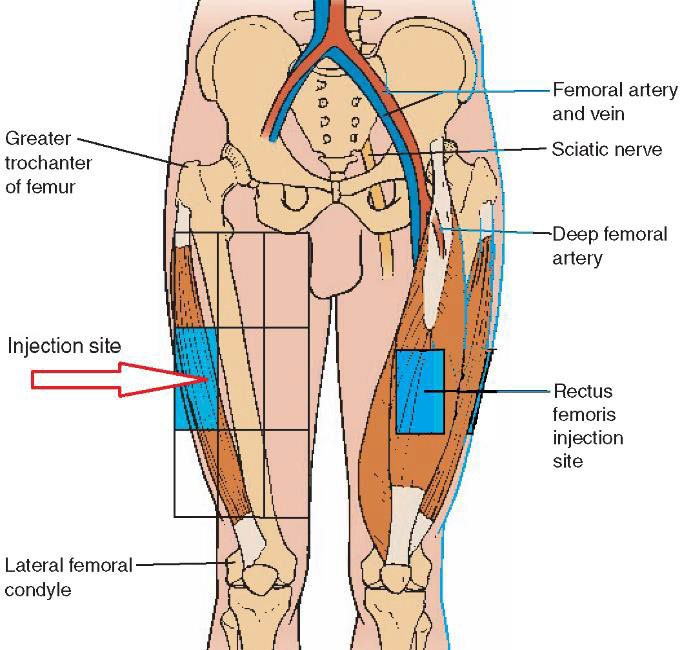 Greater
trochanter
of femur
Injection site
Lateral femoral
condyle
Femoral artery
and vein
Sciatic nerve
Deep femoral
artery
Rectus
femoris
injection
site